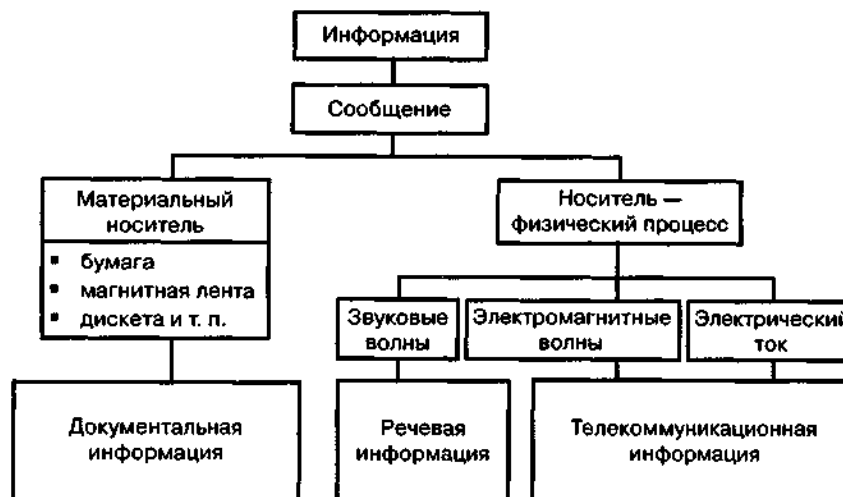 Информация
Сообщение
Материальный
носитель
▪ бумага
▪ магнитная лента
▪ дискета и т. п.
Носитель —
физический процесс
Звуковые
волны
Электромагнитные
волны
Электрический
ток
Документальная
информация
Речевая
информация
Телекоммуникационная
информация